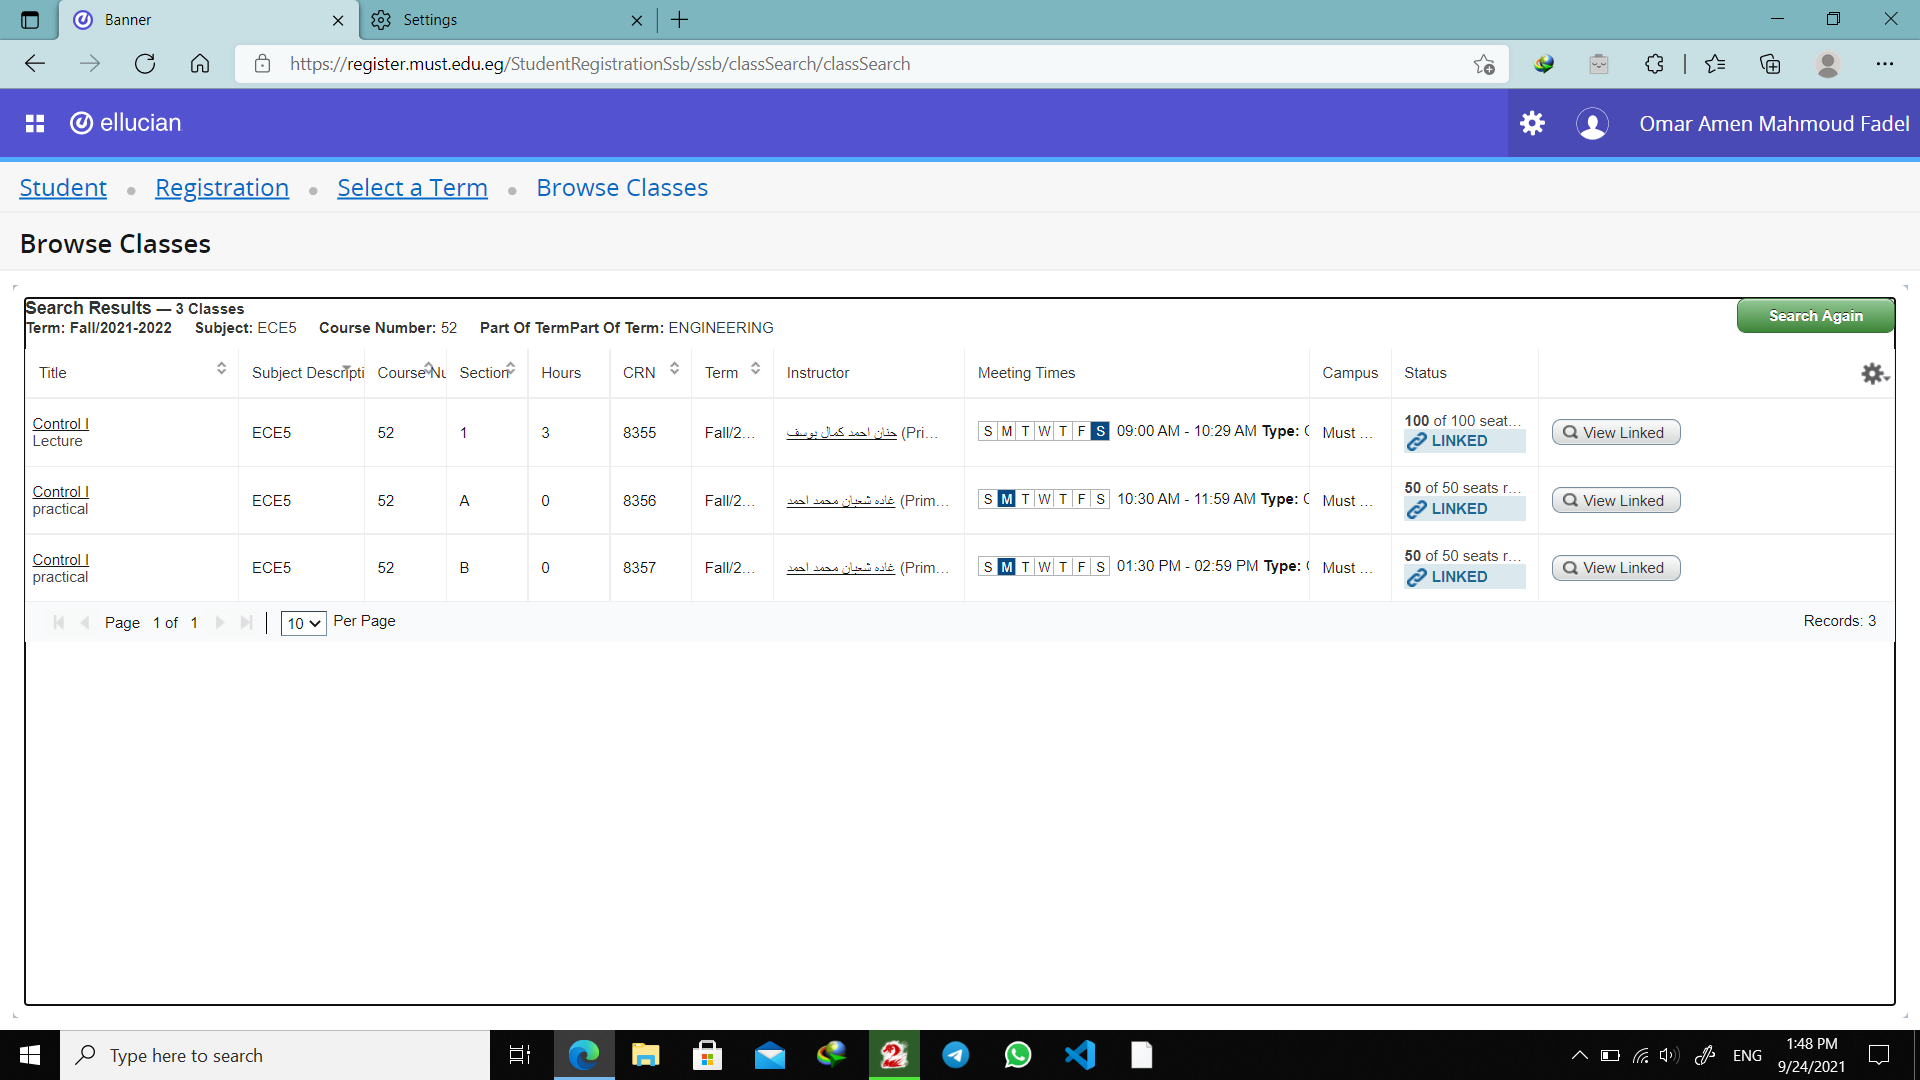 Banner
Settings
https://register.must.edu.eg/StudentRegistrationSsb/ssb/classSearch/classSearch
ellucian
Omar Amen Mahmoud Fadel
Student • Registration • Select a Term • Browse Classes
Browse Classes
Search Results — 3 Classes
Search Again
Term: Fall/2021-2022 Subject: ECE5 Course Number: 52 Part Of TermPart Of Term: ENGINEERING
Title Subject Descripti Course Nu Section Hours CRN Term Instructor Meeting Times Campus Status
Control I
Lecture
ECE5 52 1 3 8355 Fall/2... حنان احمد كمال يوسف (Pri... S M T W T F S 09:00 AM - 10:29 AM Type: Must ... 100 of 100 seat...
LINKED
View Linked
Control I
practical
ECE5 52 A 0 8356 Fall/2... غاده شعبان محمد احمد (Prim... S M T W T F S 10:30 AM - 11:59 AM Type: Must ... 50 of 50 seats r...
LINKED
View Linked
Control I
practical
ECE5 52 B 0 8357 Fall/2... غاده شعبان محمد احمد (Prim... S M T W T F S 01:30 PM - 02:59 PM Type: Must ... 50 of 50 seats r...
LINKED
View Linked
Page 1 of 1 10 Per Page
Records: 3
Type here to search
ENG
1:48 PM
9/24/2021